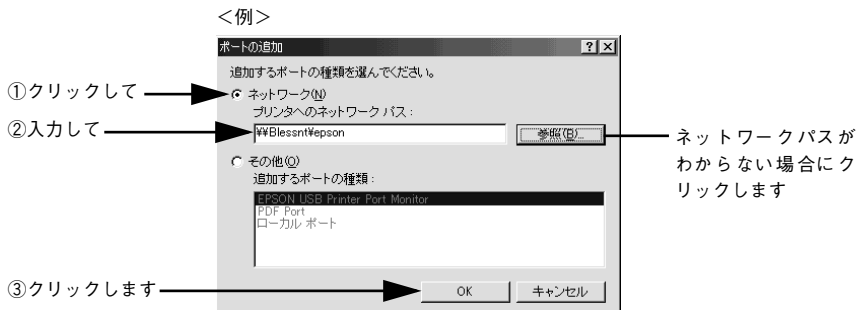 ＜例＞
ポートの追加
追加するポートの種類を選んでください。
①クリックして
ネットワーク(N)
プリンタへのネットワーク パス：
②入力して
¥¥Blessnt¥epson
参照(B)...
ネットワークパスが
わからない場合にク
リックします
その他(O)
追加するポートの種類：
EPSON USB Printer Port Monitor
PDF Port
ローカル ポート
③クリックします
OK
キャンセル